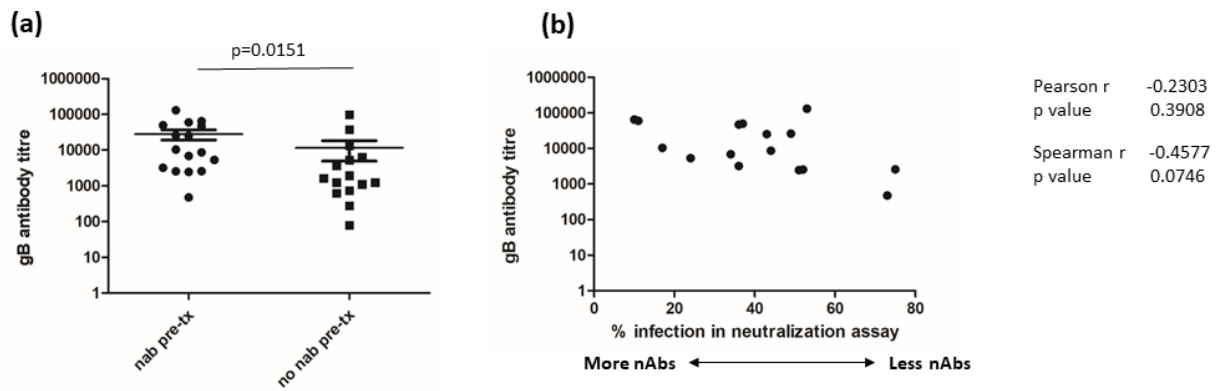 (a)
p=0.0151
1000000
100000
10000
1000
100
10
1
gB antibody titre
nab pre-tx
no nab pre-tx
(b)
1000000
100000
10000
1000
100
10
1
gB antibody titre
0 20 40 60 80
% infection in neutralization assay
More nAbs Less nAbs
Pearson r -0.2303
p value 0.3908
Spearman r -0.4577
p value 0.0746